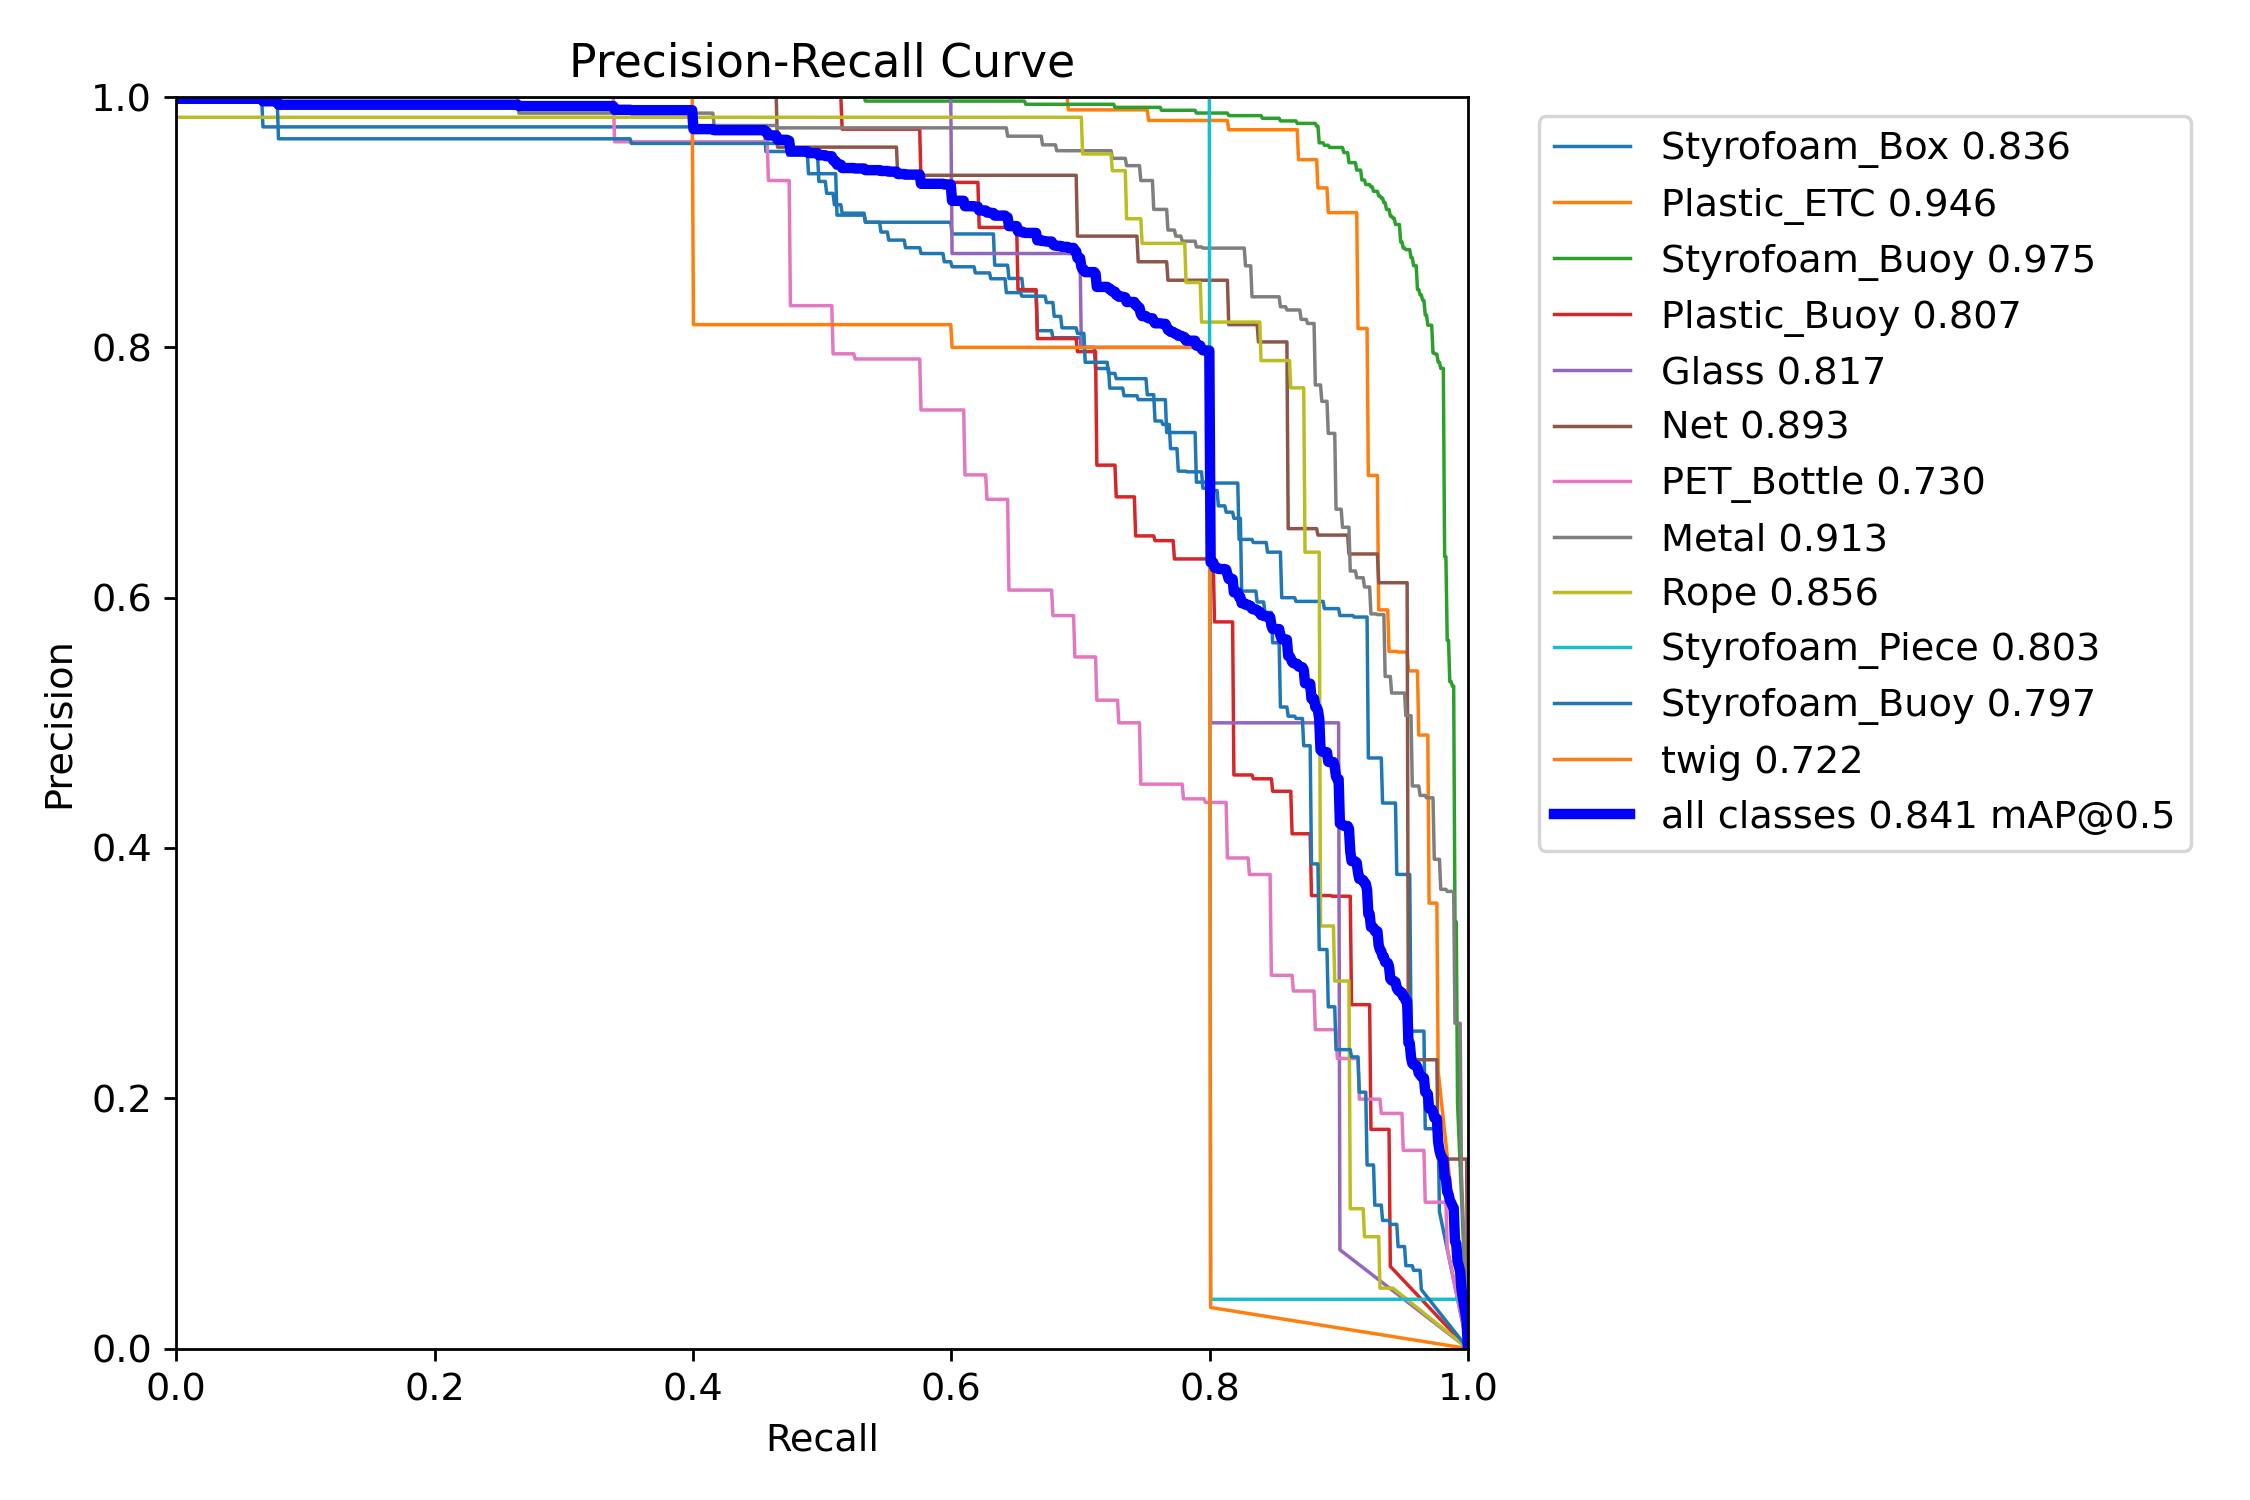 Precision-Recall Curve
1.0
0.8
0.6
0.4
0.2
0.0
Precision
0.0 0.2 0.4 0.6 0.8 1.0
Recall
Styrofoam_Box 0.836
Plastic_ETC 0.946
Styrofoam_Buoy 0.975
Plastic_Buoy 0.807
Glass 0.817
Net 0.893
PET_Bottle 0.730
Metal 0.913
Rope 0.856
Styrofoam_Piece 0.803
Styrofoam_Buoy 0.797
twig 0.722
all classes 0.841 mAP@0.5